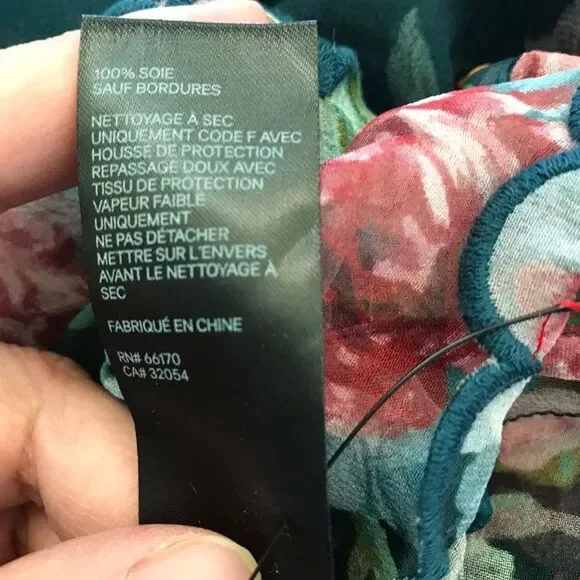 100% SOIE
SAUF BORDURES
NETTOYAGE À SEC
UNIQUEMENT CODE F AVEC
HOUSSE DE PROTECTION
REPASSAGE DOUX AVEC
TISSU DE PROTECTION
VAPEUR FAIBLE
UNIQUEMENT
NE PAS DÉTACHER
METTRE SUR L'ENVERS
AVANT LE NETTOYAGE À
SEC
FABRIQUÉ EN CHINE
RN# 66170
CA# 32054